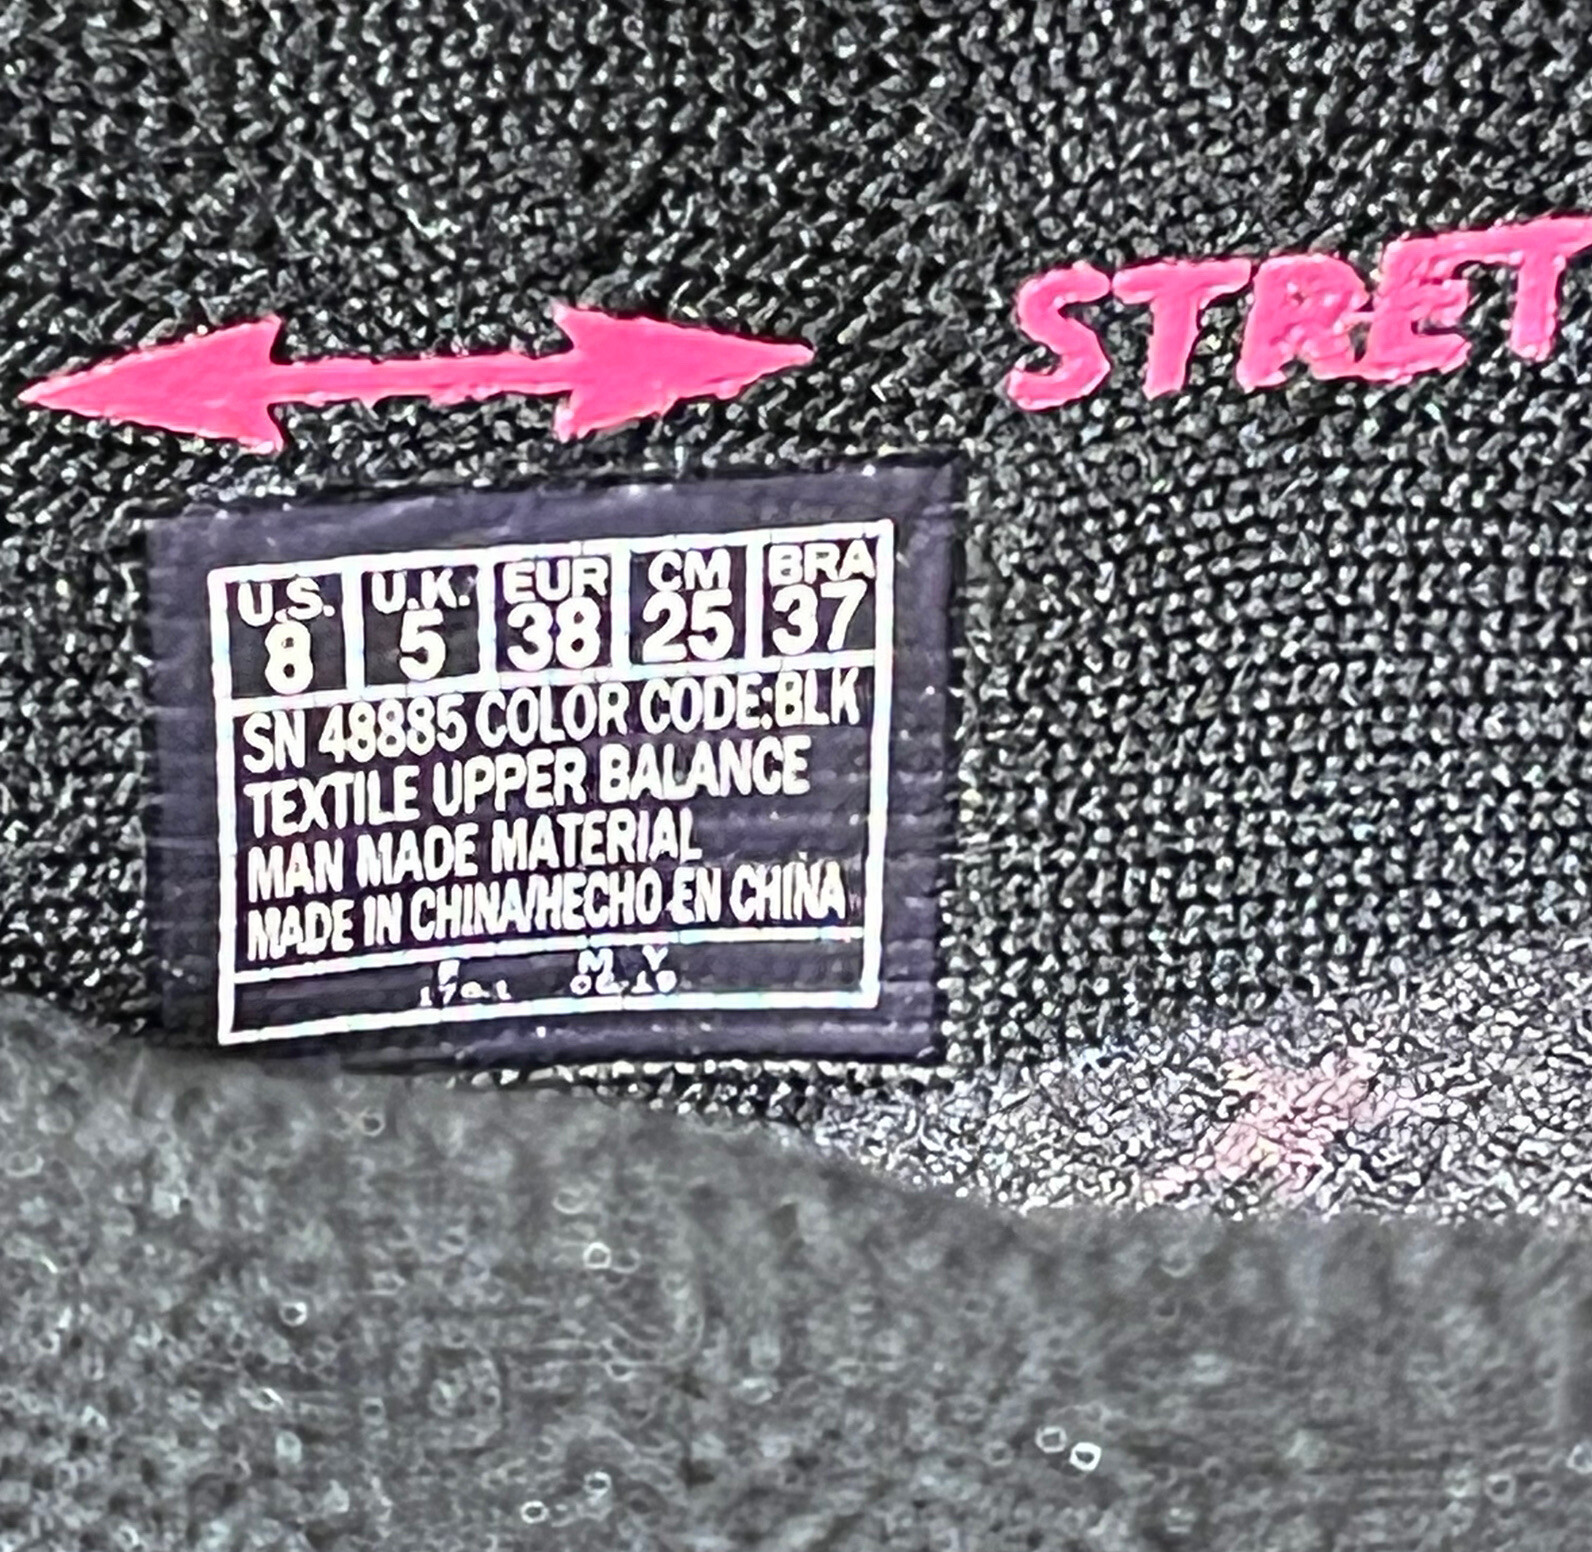 STRET
U.S. U.K. EUR CM BRA
8 5 38 25 37
SN 48885 COLOR CODE:BLK
TEXTILE UPPER BALANCE
MAN MADE MATERIAL
MADE IN CHINA/HECHO EN CHINA
M Y